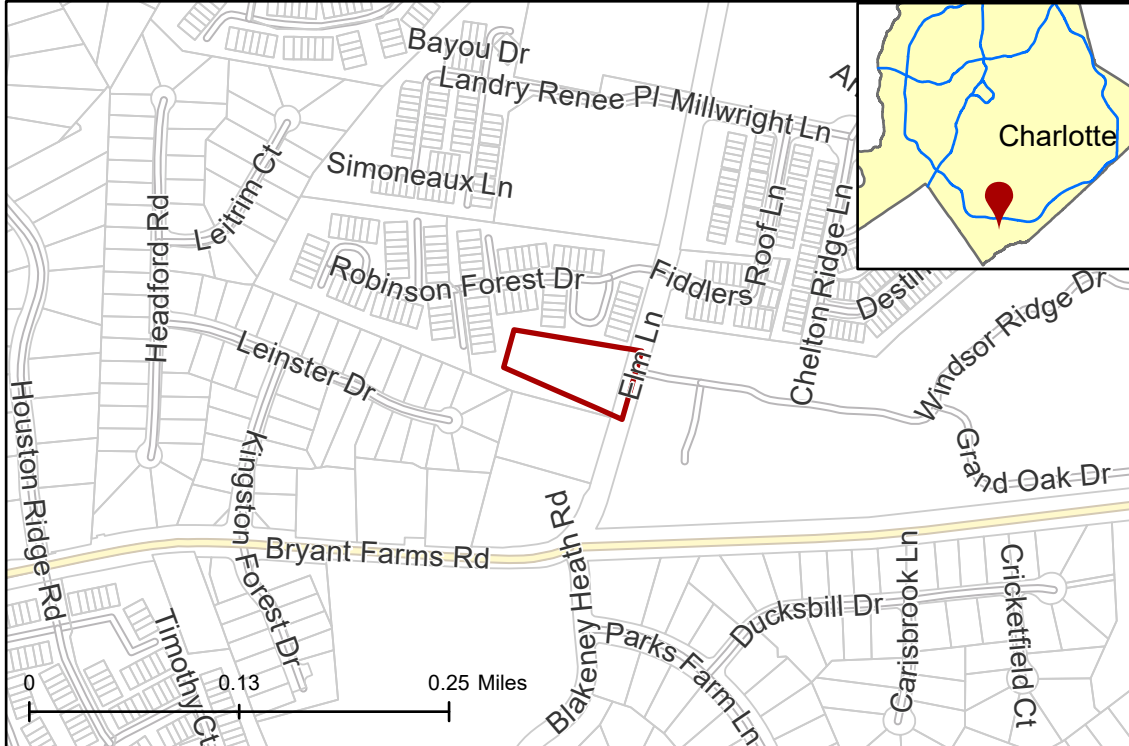 Bayou Dr
Landry Renee Pl
Millwright Ln
Charlotte
Simoneaux Ln
Leitrim Ct
Headford Rd
Robinson Forest Dr
Fiddlers Roof Ln
Chelton Ridge Ln
Windsor Ridge Dr
Elm Ln
Leinster Dr
Houston Ridge Rd
Kingston Forest Dr
Grand Oak Dr
Bryant Farms Rd
Blakeney Heath Rd
Ducksbill Dr
Carisbrook Ln
Cricketfield Ct
Parks Farm Ln
Timothy Ct
0 0.13 0.25 Miles